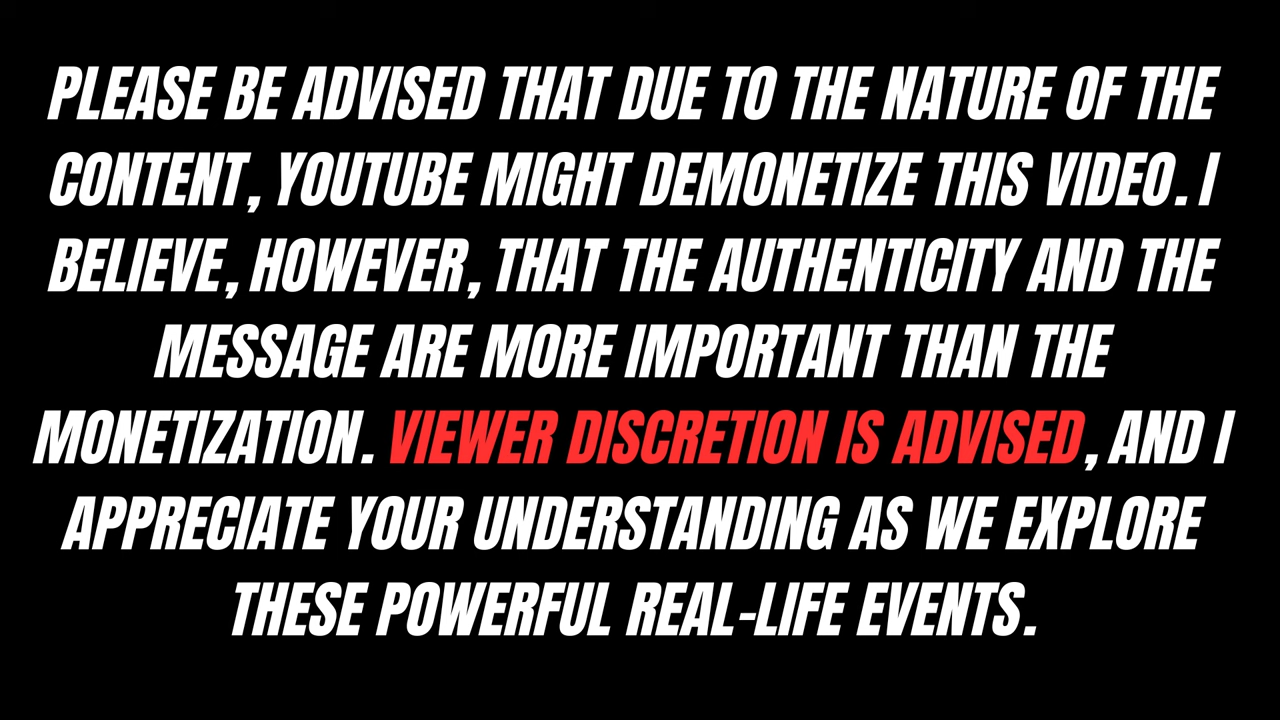 PLEASE BE ADVISED THAT DUE TO THE NATURE OF THE
CONTENT, YOUTUBE MIGHT DEMONETIZE THIS VIDEO. I
BELIEVE, HOWEVER, THAT THE AUTHENTICITY AND THE
MESSAGE ARE MORE IMPORTANT THAN THE
MONETIZATION. VIEWER DISCRETION IS ADVISED, AND I
APPRECIATE YOUR UNDERSTANDING AS WE EXPLORE
THESE POWERFUL REAL-LIFE EVENTS.